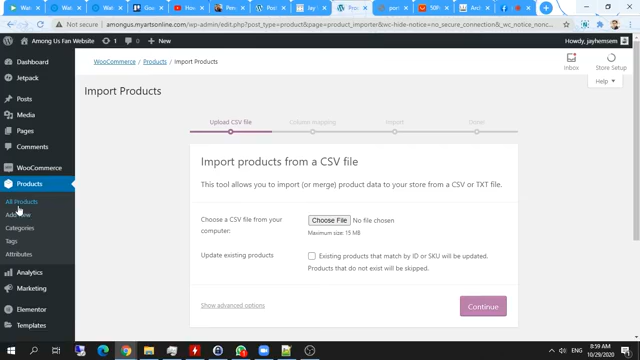 Not secure | amongus.myartsonline.com/wp-admin/edit.php?post_type=product&page=product_importer&wc-hide-notice=no_secure_connection&_wc_notice_nonc
Among Us Fan Website
1
0
New
Howdy, jayhemsem
Dashboard
Jetpack
Posts
Media
Pages
Comments
WooCommerce
Products
All Products
Add New
Categories
Tags
Attributes
Analytics
Marketing
Elementor
Templates
WooCommerce / Products / Import Products
Inbox
Store Setup
Help
Import Products
Upload CSV file
Column mapping
Import
Done!
Import products from a CSV file
This tool allows you to import (or merge) product data to your store from a CSV or TXT file.
Choose a CSV file from your computer:
Choose File No file chosen
Maximum size: 15 MB
Update existing products
Existing products that match by ID or SKU will be updated.
Products that do not exist will be skipped.
Show advanced options
Continue
ENG
8:59 AM
10/29/2020